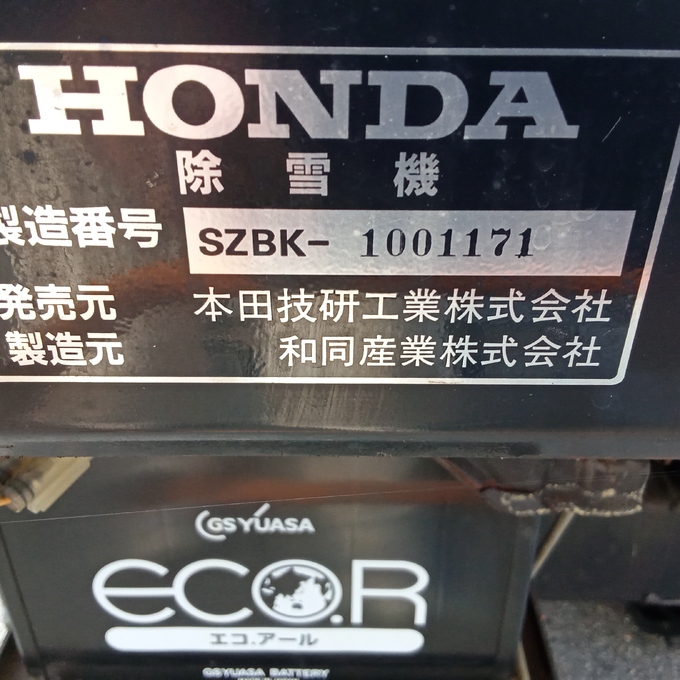 HONDA
除雪機
製造番号 SZBK- 1001171
発売元 本田技研工業株式会社
製造元 和同産業株式会社
GS YUASA
ECO.R
エコ.アール
GSYUASA BATTERY